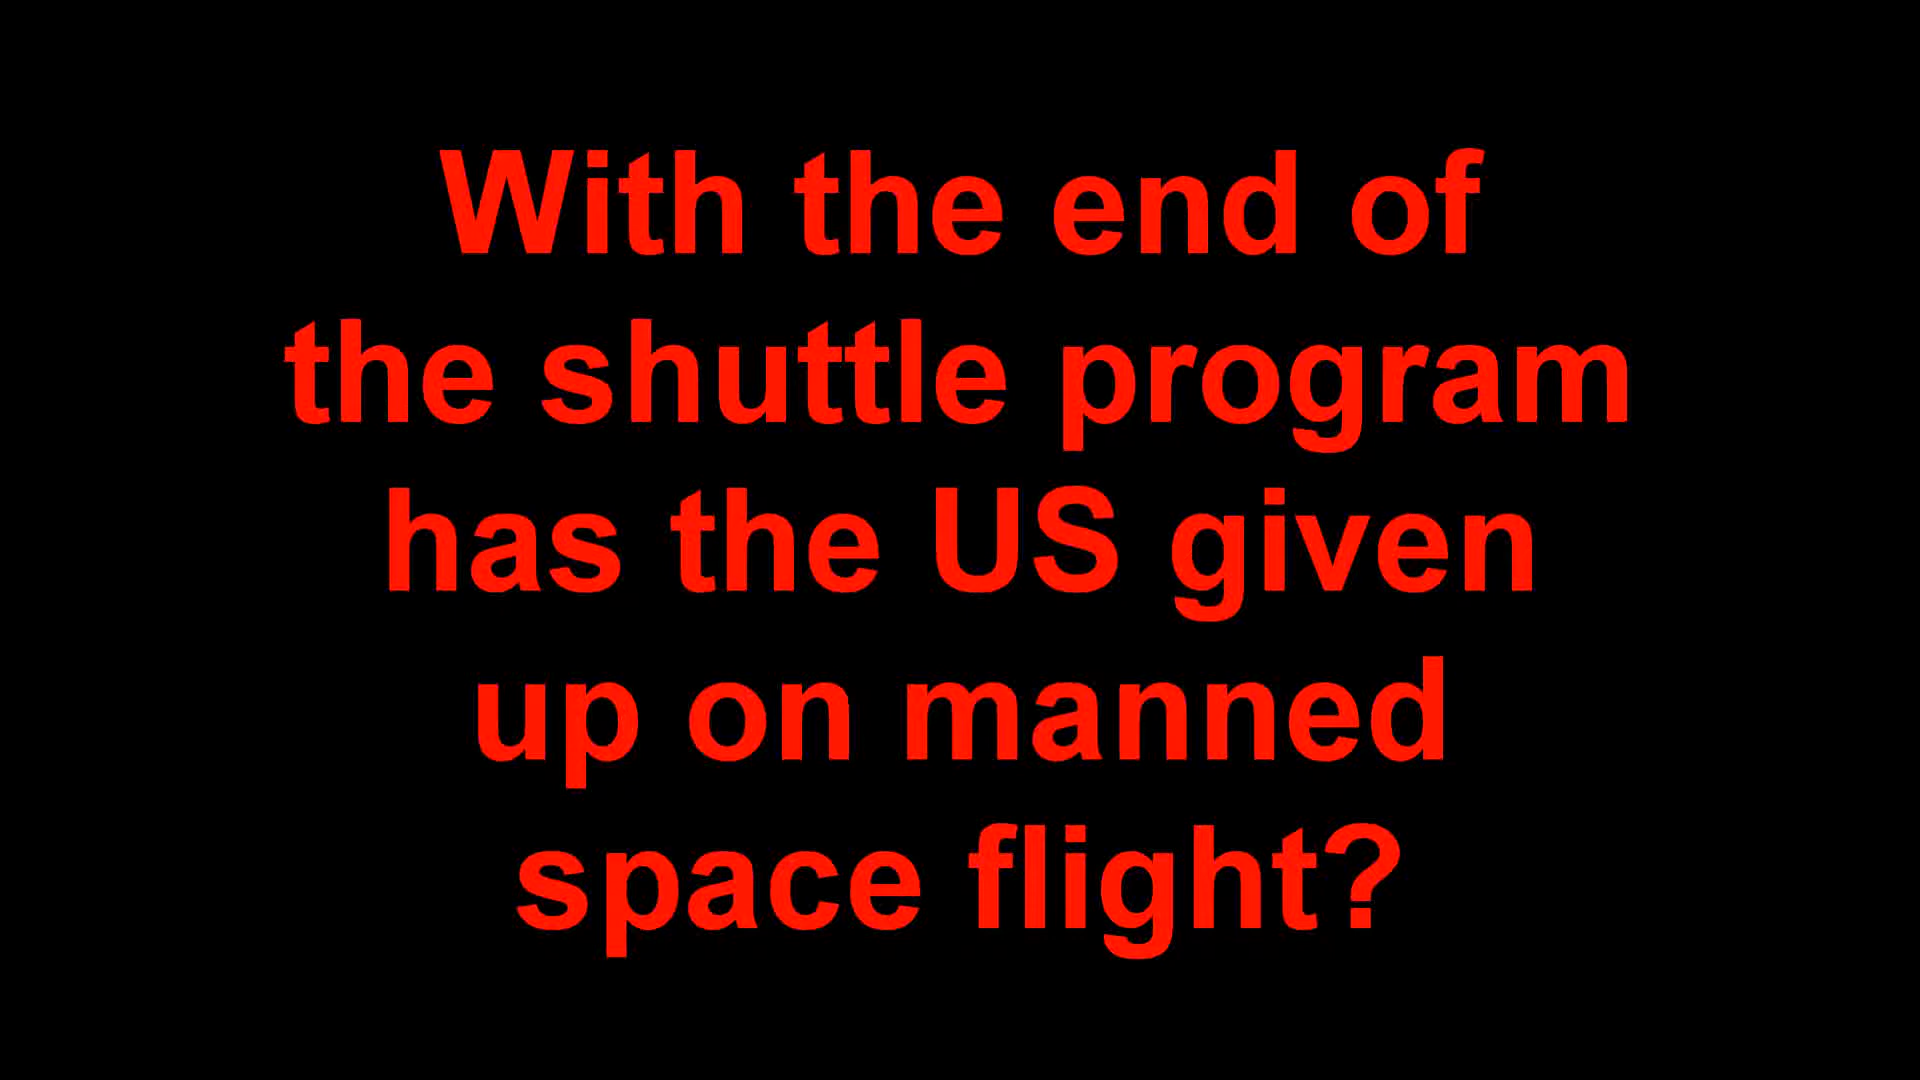 With the end of
the shuttle program
has the US given
up on manned
space flight?